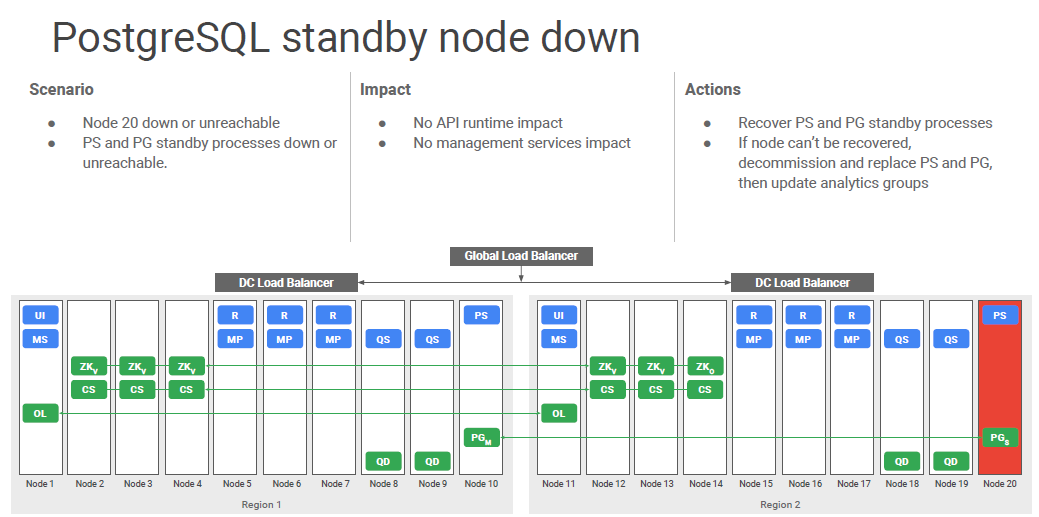 PostgreSQL standby node down
Scenario
● Node 20 down or unreachable
● PS and PG standby processes down or
unreachable.
Impact
● No API runtime impact
● No management services impact
Actions
● Recover PS and PG standby processes
● If node can't be recovered,
decommission and replace PS and PG,
then update analytics groups
Global Load Balancer
DC Load Balancer DC Load Balancer
UI R R R PS UI R R R PS
MS MP MP MP QS QS MS MP MP MP QS QS
ZKV ZKV ZKV ZKV ZKV ZKO
CS CS CS CS CS CS
OL OL
PGM PGS
QD QD QD QD
Node 1 Node 2 Node 3 Node 4 Node 5 Node 6 Node 7 Node 8 Node 9 Node 10 Node 11 Node 12 Node 13 Node 14 Node 15 Node 16 Node 17 Node 18 Node 19 Node 20
Region 1 Region 2